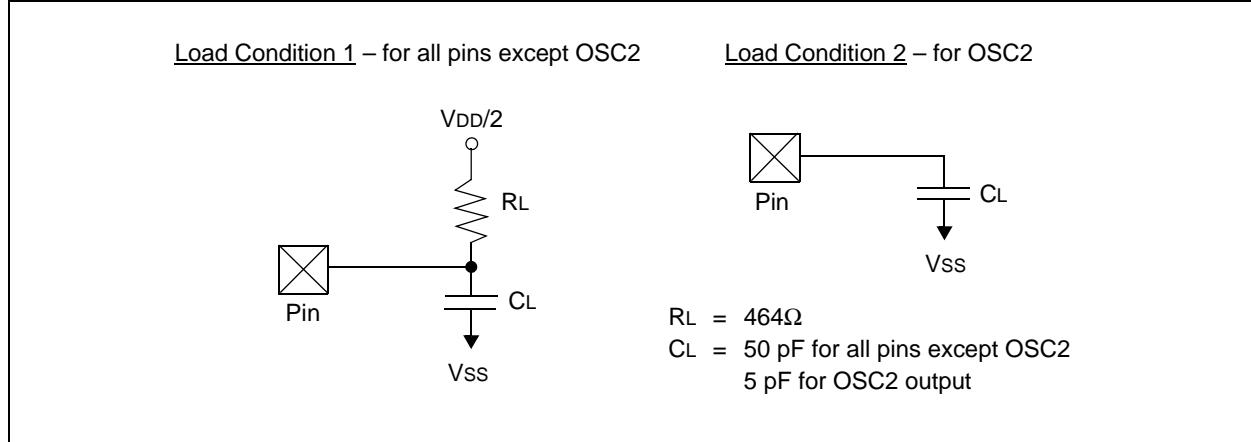 Load Condition 1 – for all pins except OSC2
Load Condition 2 – for OSC2
VDD/2
RL
Pin
CL
VSS
Pin
CL
VSS
RL = 464Ω
CL = 50 pF for all pins except OSC2
5 pF for OSC2 output